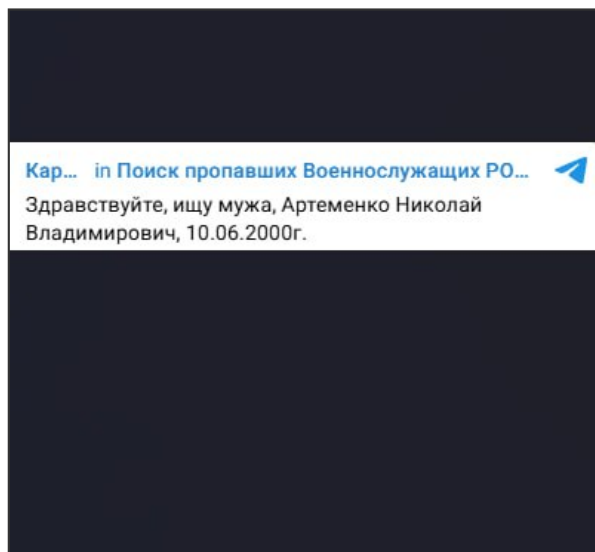 Кар... in Поиск пропавших Военнослужащих РО...
Здравствуйте, ищу мужа, Артеменко Николай
Владимирович, 10.06.2000г.